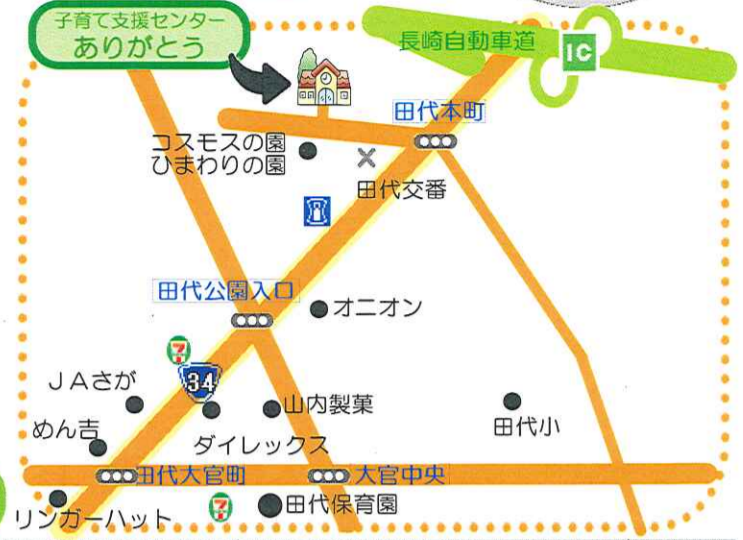 子育て支援センター
ありがとう
長崎自動車道
IC
田代本町
コスモスの園
ひまわりの園
田代交番
田代公園入口
オニオン
7
34
JAさが
山内製菓
めん吉
ダイレックス
田代小
田代大官町
大官中央
リンガーハット
7
田代保育園